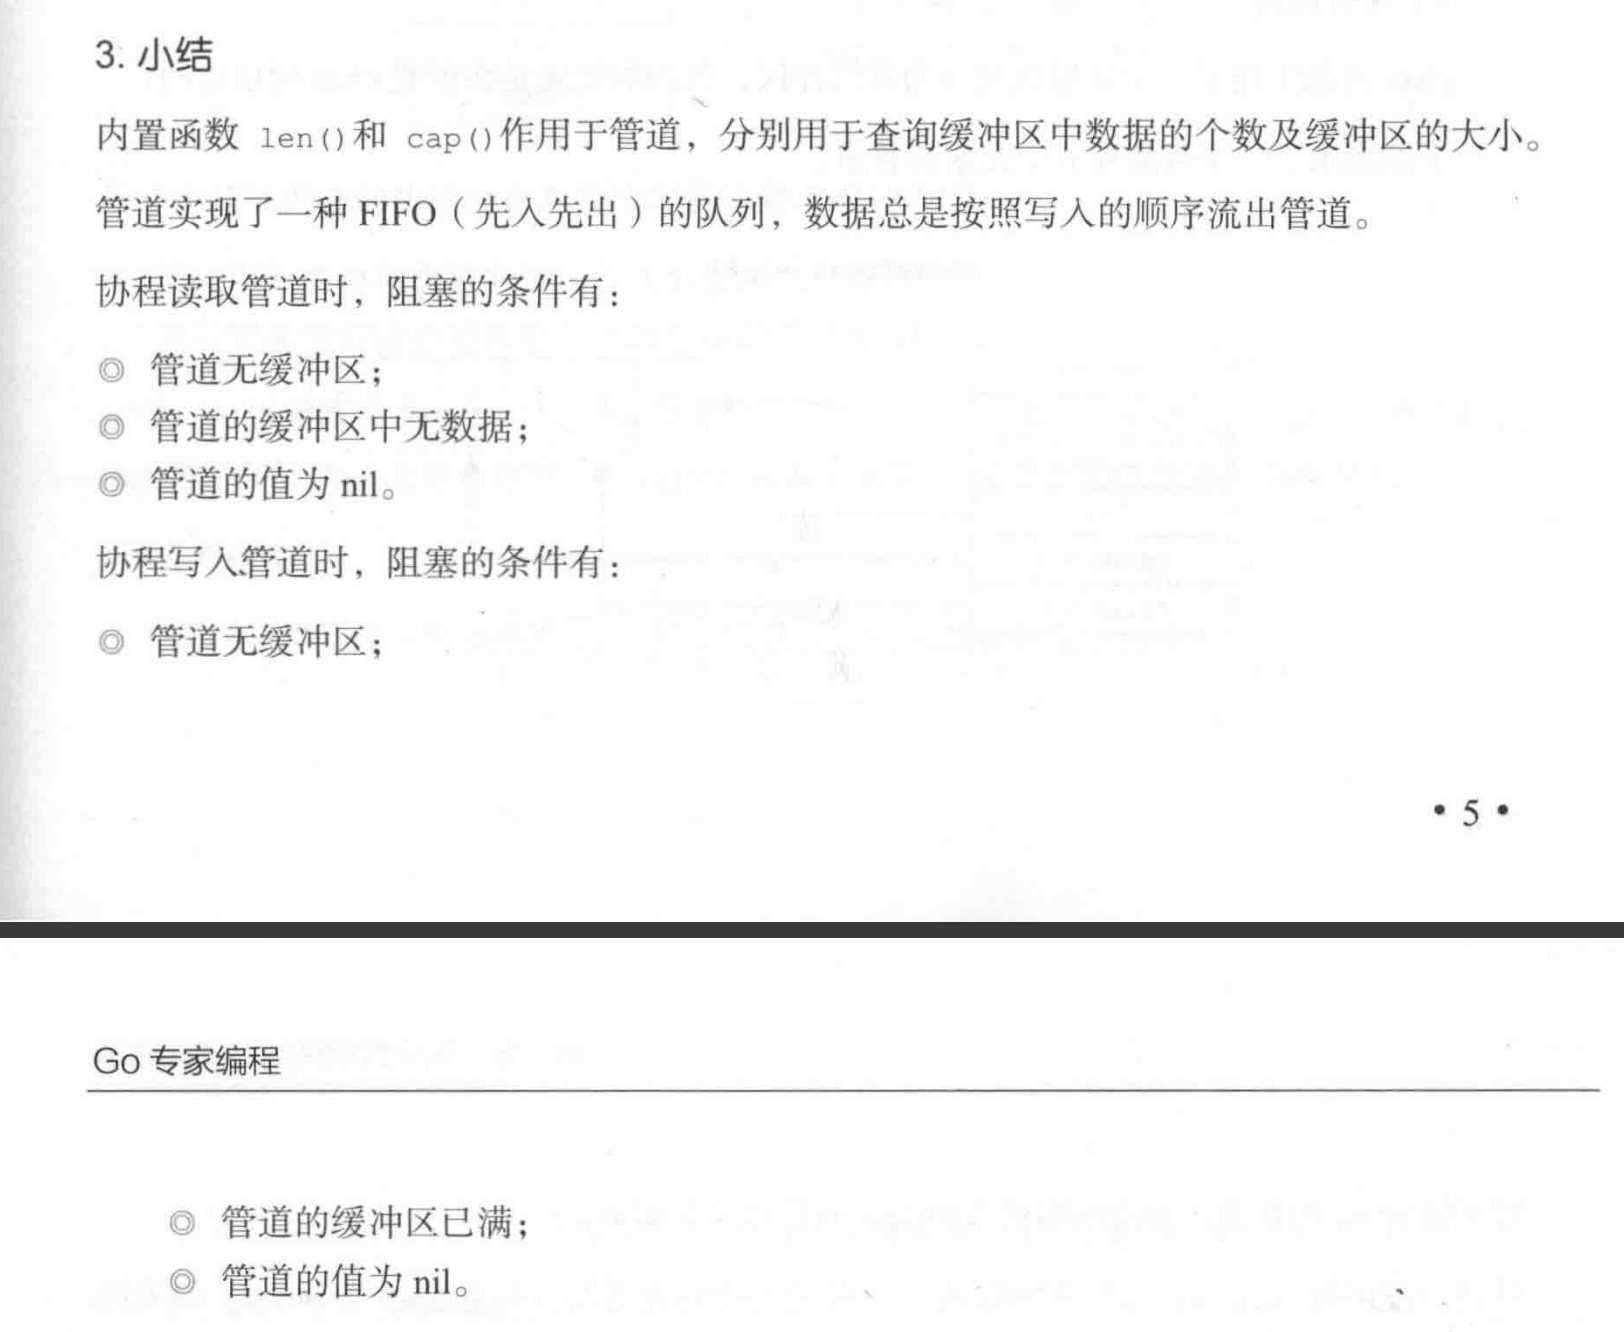 3. 小结
内置函数 len()和 cap()作用于管道，分别用于查询缓冲区中数据的个数及缓冲区的大小。
管道实现了一种 FIFO（先入先出）的队列，数据总是按照写入的顺序流出管道。
协程读取管道时，阻塞的条件有：
◎ 管道无缓冲区；
◎ 管道的缓冲区中无数据；
◎ 管道的值为 nil。
协程写入管道时，阻塞的条件有：
◎ 管道无缓冲区；
• 5 •
Go 专家编程
◎ 管道的缓冲区已满；
◎ 管道的值为 nil。